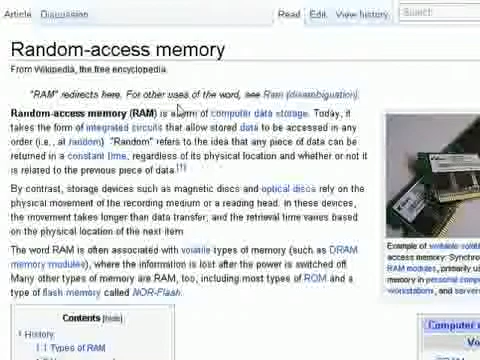 Article Discussion Read Edit View history Search
Random-access memory
From Wikipedia, the free encyclopedia
"RAM" redirects here. For other uses of the word, see Ram (disambiguation).
Random-access memory (RAM) is a form of computer data storage. Today, it
takes the form of integrated circuits that allow stored data to be accessed in any
order (i.e., at random). "Random" refers to the idea that any piece of data can be
returned in a constant time, regardless of its physical location and whether or not it
is related to the previous piece of data.[1]
By contrast, storage devices such as magnetic discs and optical discs rely on the
physical movement of the recording medium or a reading head. In these devices,
the movement takes longer than data transfer, and the retrieval time varies based
on the physical location of the next item.
The word RAM is often associated with volatile types of memory (such as DRAM
memory modules), where the information is lost after the power is switched off.
Many other types of memory are RAM, too, including most types of ROM and a
type of flash memory called NOR-Flash.
Example of writable
access memory: Synchro
RAM modules, primarily us
memory in personal compu
workstations, and servers
Contents [hide]
1 History
1.1 Types of RAM
Computer
Vo